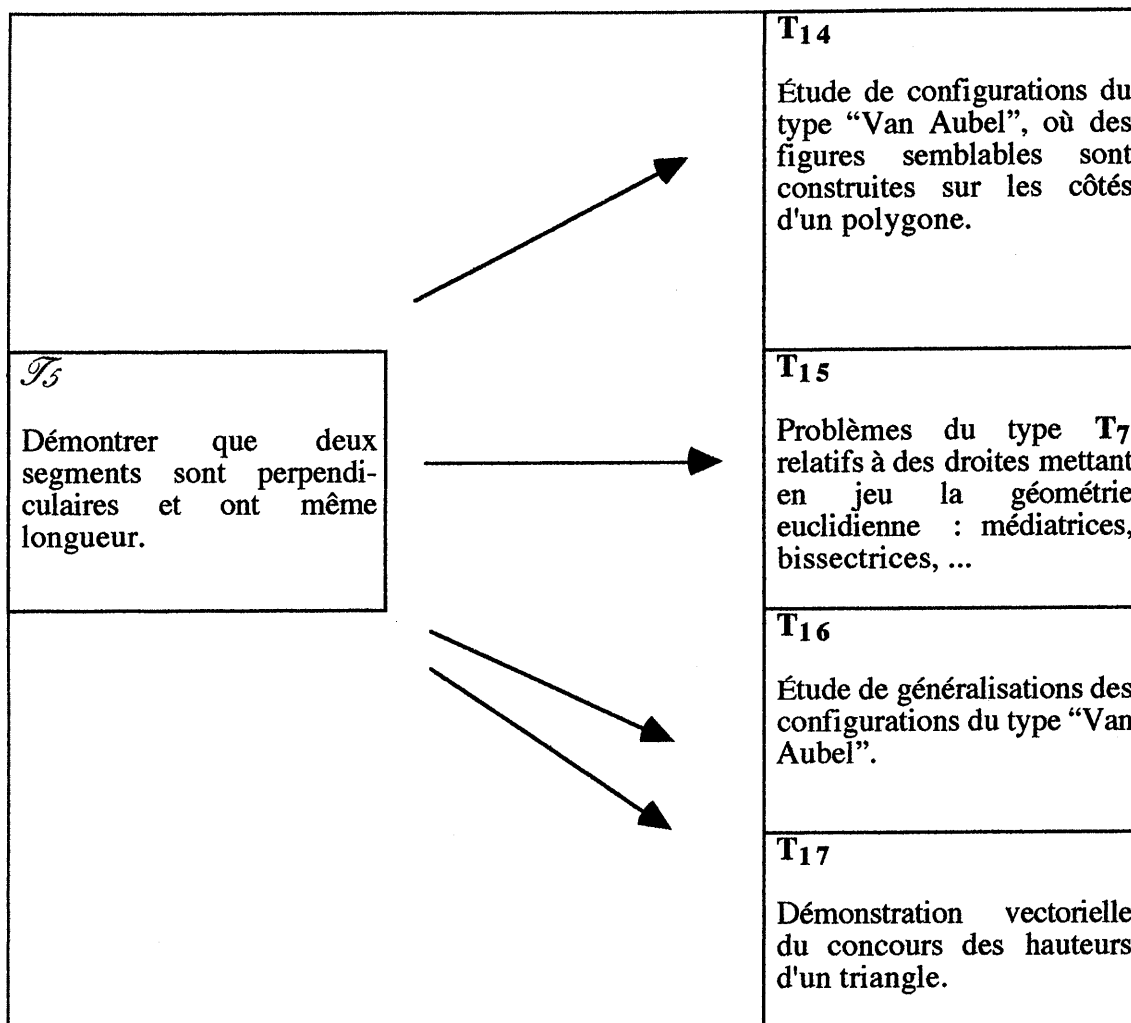 T14
Étude de configurations du
type “Van Aubel”, où des
figures semblables sont
construites sur les côtés
d'un polygone.
𝒯5
Démontrer que deux
segments sont perpendi-
culaires et ont même
longueur.
T15
Problèmes du type T7
relatifs à des droites mettant
en jeu la géométrie
euclidienne : médiatrices,
bissectrices, ...
T16
Étude de généralisations des
configurations du type “Van
Aubel”.
T17
Démonstration vectorielle
du concours des hauteurs
d'un triangle.